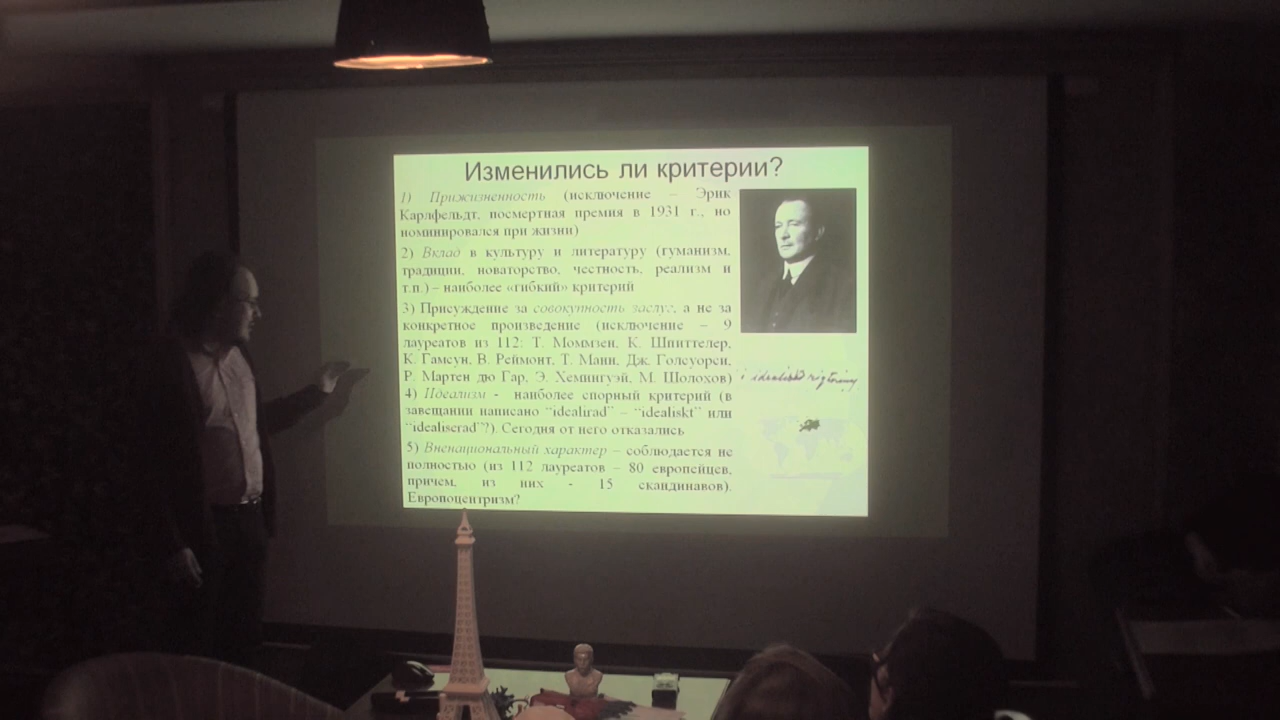 Изменились ли критерии?
1) Прижизненность (исключение – Эрик
Карлфельдт, посмертная премия в 1931 г., но
номинировался при жизни)
2) Вклад в культуру и литературу (гуманизм,
традиции, новаторство, честность, реализм и
т.п.) – наиболее «гибкий» критерий
3) Присуждение за совокупность заслуг, а не за
конкретное произведение (исключение – 9
лауреатов из 112: Т. Моммзен, К. Шпиттелер,
К. Гамсун, В. Реймонт, Т. Манн, Дж. Голсуорси,
Р. Мартен дю Гар, Э. Хемингуэй, М. Шолохов)
i idealisk rigtning
4) Идеализм - наиболее спорный критерий (в
завещании написано “idealirad” – “idealiskt” или
“idealiserad”?). Сегодня от него отказались
5) Вненациональный характер – соблюдается не
полностью (из 112 лауреатов – 80 европейцев,
причем, из них - 15 скандинавов).
Европоцентризм?